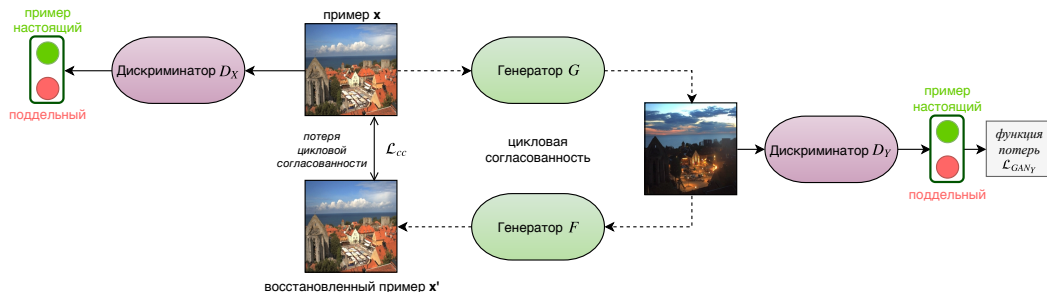 пример x
пример
настоящий
поддельный
Дискриминатор D_X
Генератор G
потеря
цикловой
согласованности
ℒ_cc
цикловая
согласованность
Генератор F
восстановленный пример x'
Дискриминатор D_Y
пример
настоящий
поддельный
функция
потерь
ℒ_GAN_Y